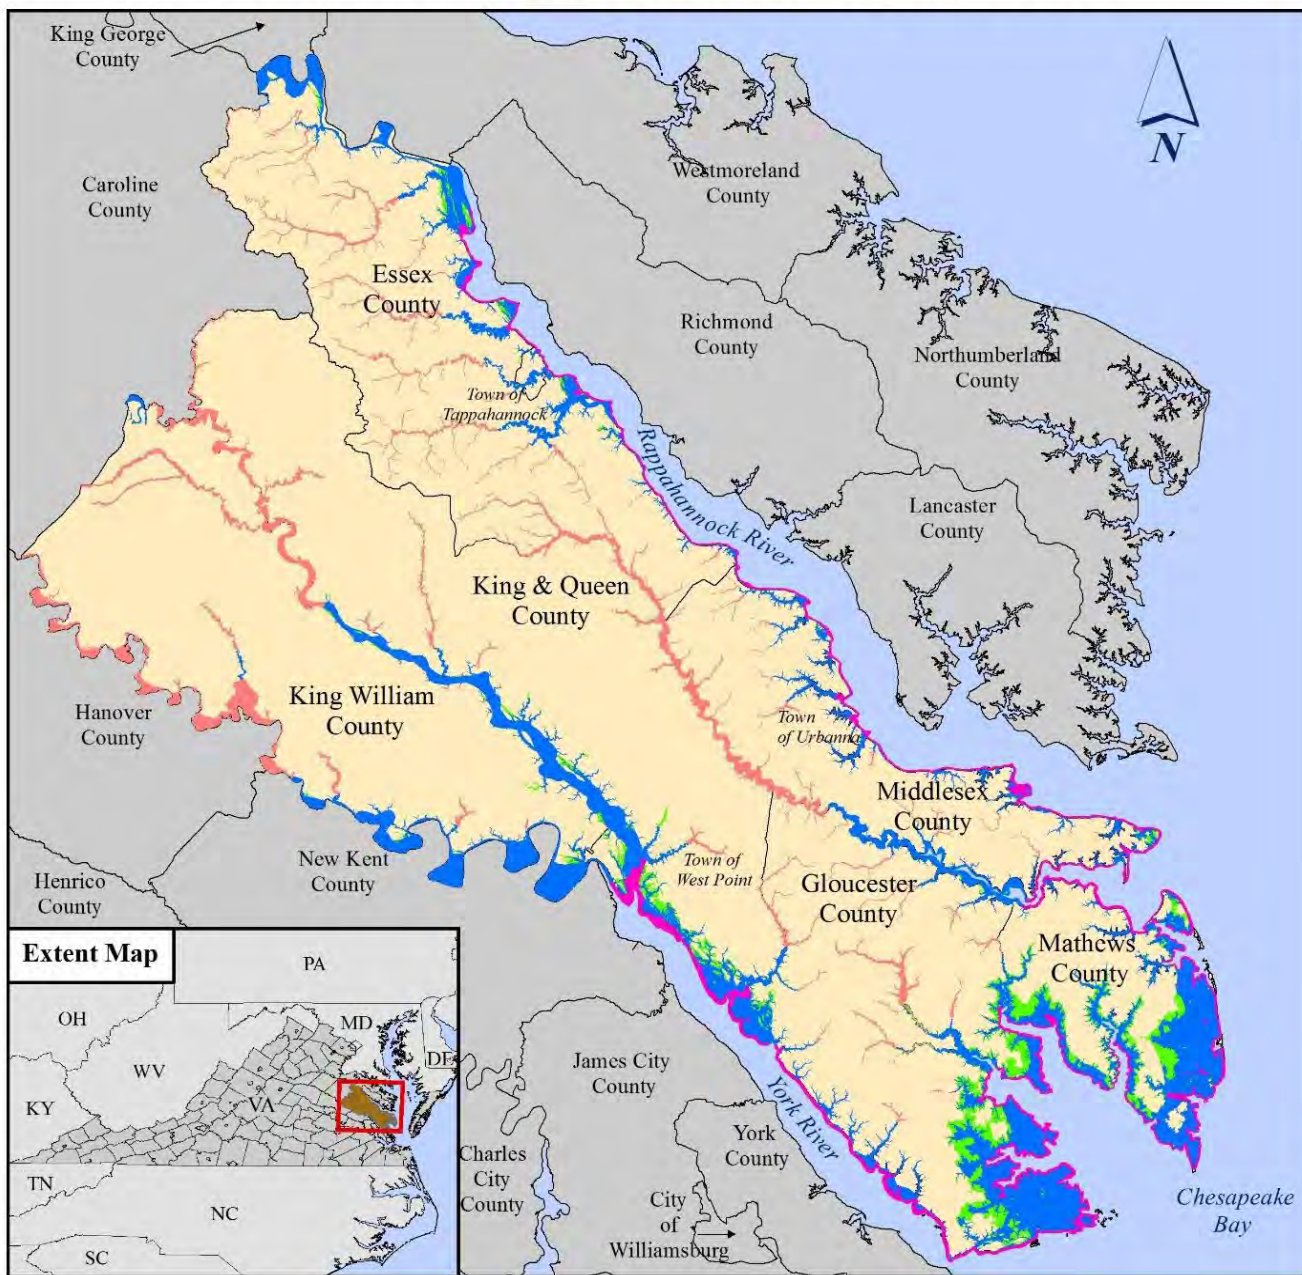 King George
County
N
Westmoreland
County
Caroline
County
Essex
County
Richmond
County
Northumberland
County
Town of
Tappahannock
Rappahannock River
Lancaster
County
King & Queen
County
King William
County
Hanover
County
Town
of Urbanna
Middlesex
County
New Kent
County
Town of
West Point
Henrico
County
Gloucester
County
Mathews
County
Extent Map
PA
OH
MD
DE
WV
KY
VA
TN
NC
SC
James City
County
York River
York
County
Charles
City
County
City
of
Williamsburg
Chesapeake
Bay